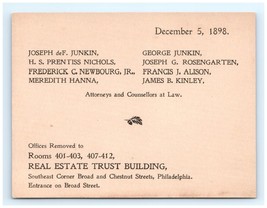 December 5, 1898.
JOSEPH deF. JUNKIN, GEORGE JUNKIN,
H. S. PRENTISS NICHOLS, JOSEPH G. ROSENGARTEN,
FREDERICK C. NEWBOURG, JR., FRANCIS J. ALISON,
MEREDITH HANNA, JAMES B. KINLEY,
Attorneys and Counsellors at Law.
Offices Removed to
Rooms 401-403, 407-412,
REAL ESTATE TRUST BUILDING,
Southeast Corner Broad and Chestnut Streets, Philadelphia.
Entrance on Broad Street.